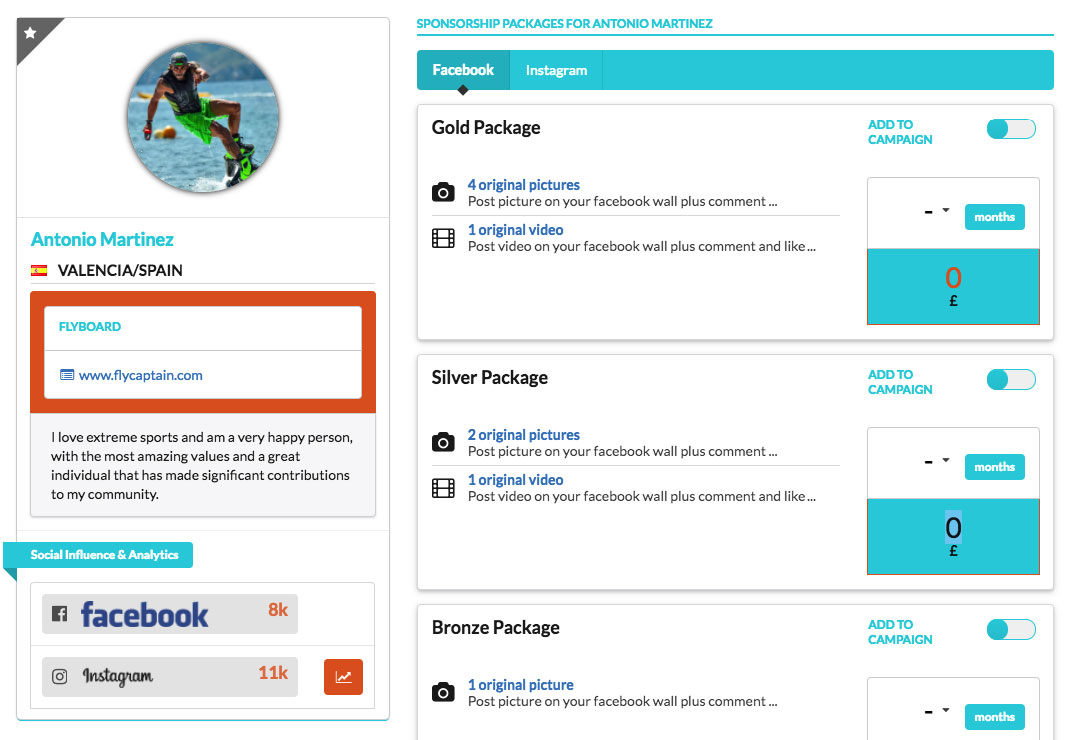 Antonio Martinez
VALENCIA/SPAIN
FLYBOARD
www.flycaptain.com
I love extreme sports and am a very happy person,
with the most amazing values and a great
individual that has made significant contributions
to my community.
Social Influence & Analytics
facebook 8k
Instagram 11k
SPONSORSHIP PACKAGES FOR ANTONIO MARTINEZ
Facebook Instagram
Gold Package
ADD TO
CAMPAIGN
4 original pictures
Post picture on your facebook wall plus comment ...
1 original video
Post video on your facebook wall plus comment and like ...
- months
0
£
Silver Package
ADD TO
CAMPAIGN
2 original pictures
Post picture on your facebook wall plus comment ...
1 original video
Post video on your facebook wall plus comment and like ...
- months
0
£
Bronze Package
ADD TO
CAMPAIGN
1 original picture
Post picture on your facebook wall plus comment ...
- months